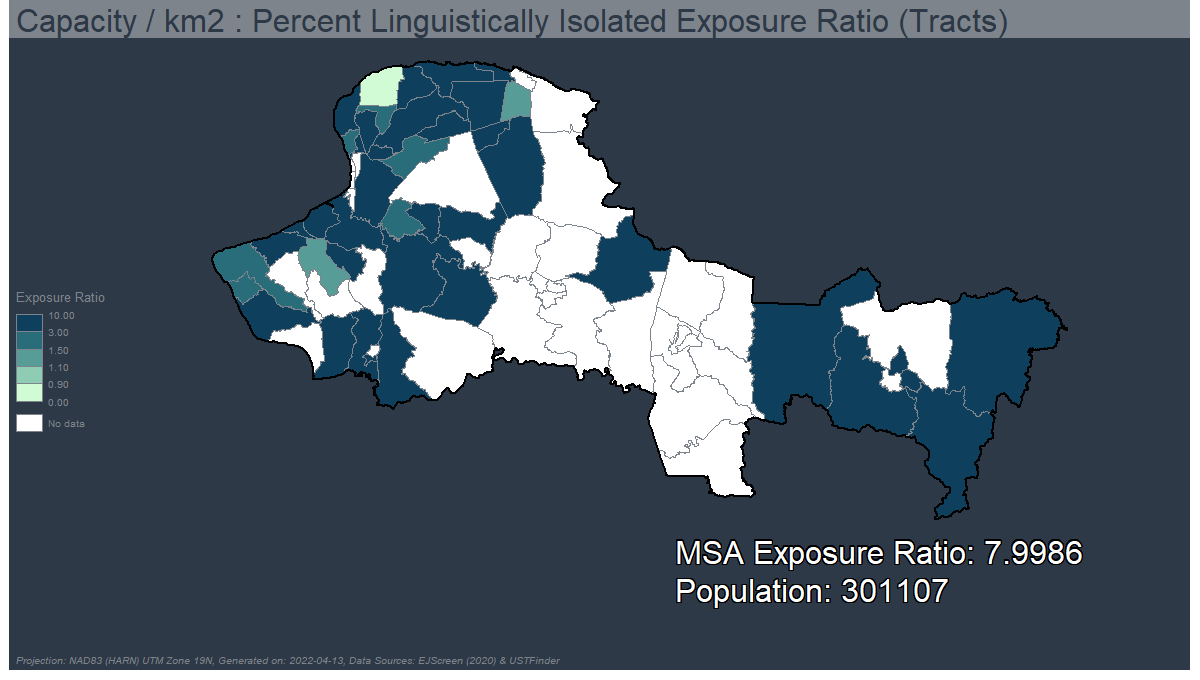 Capacity / km2 : Percent Linguistically Isolated Exposure Ratio (Tracts)
Exposure Ratio
10.00
3.00
1.50
1.10
0.90
0.00
No data
MSA Exposure Ratio: 7.9986
Population: 301107
Projection: NAD83 (HARN) UTM Zone 19N, Generated on: 2022-04-13, Data Sources: EJScreen (2020) & USTFinder